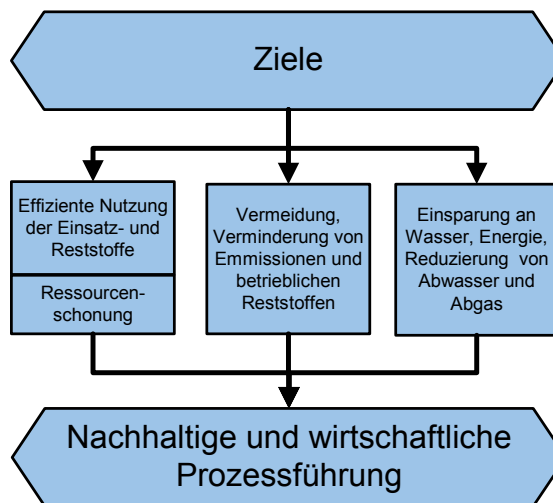 Ziele
Effiziente Nutzung
der Einsatz- und
Reststoffe
Ressourcen-
schonung
Vermeidung,
Verminderung von
Emmissionen und
betrieblichen
Reststoffen
Einsparung an
Wasser, Energie,
Reduzierung von
Abwasser und
Abgas
Nachhaltige und wirtschaftliche
Prozessführung